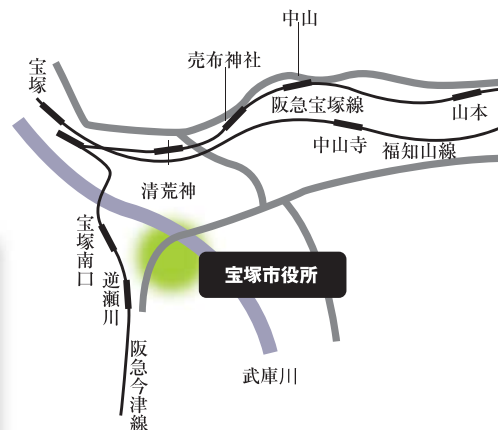 中山
売布神社
宝塚
阪急宝塚線
山本
中山寺
福知山線
清荒神
宝塚南口
宝塚市役所
逆瀬川
阪急今津線
武庫川